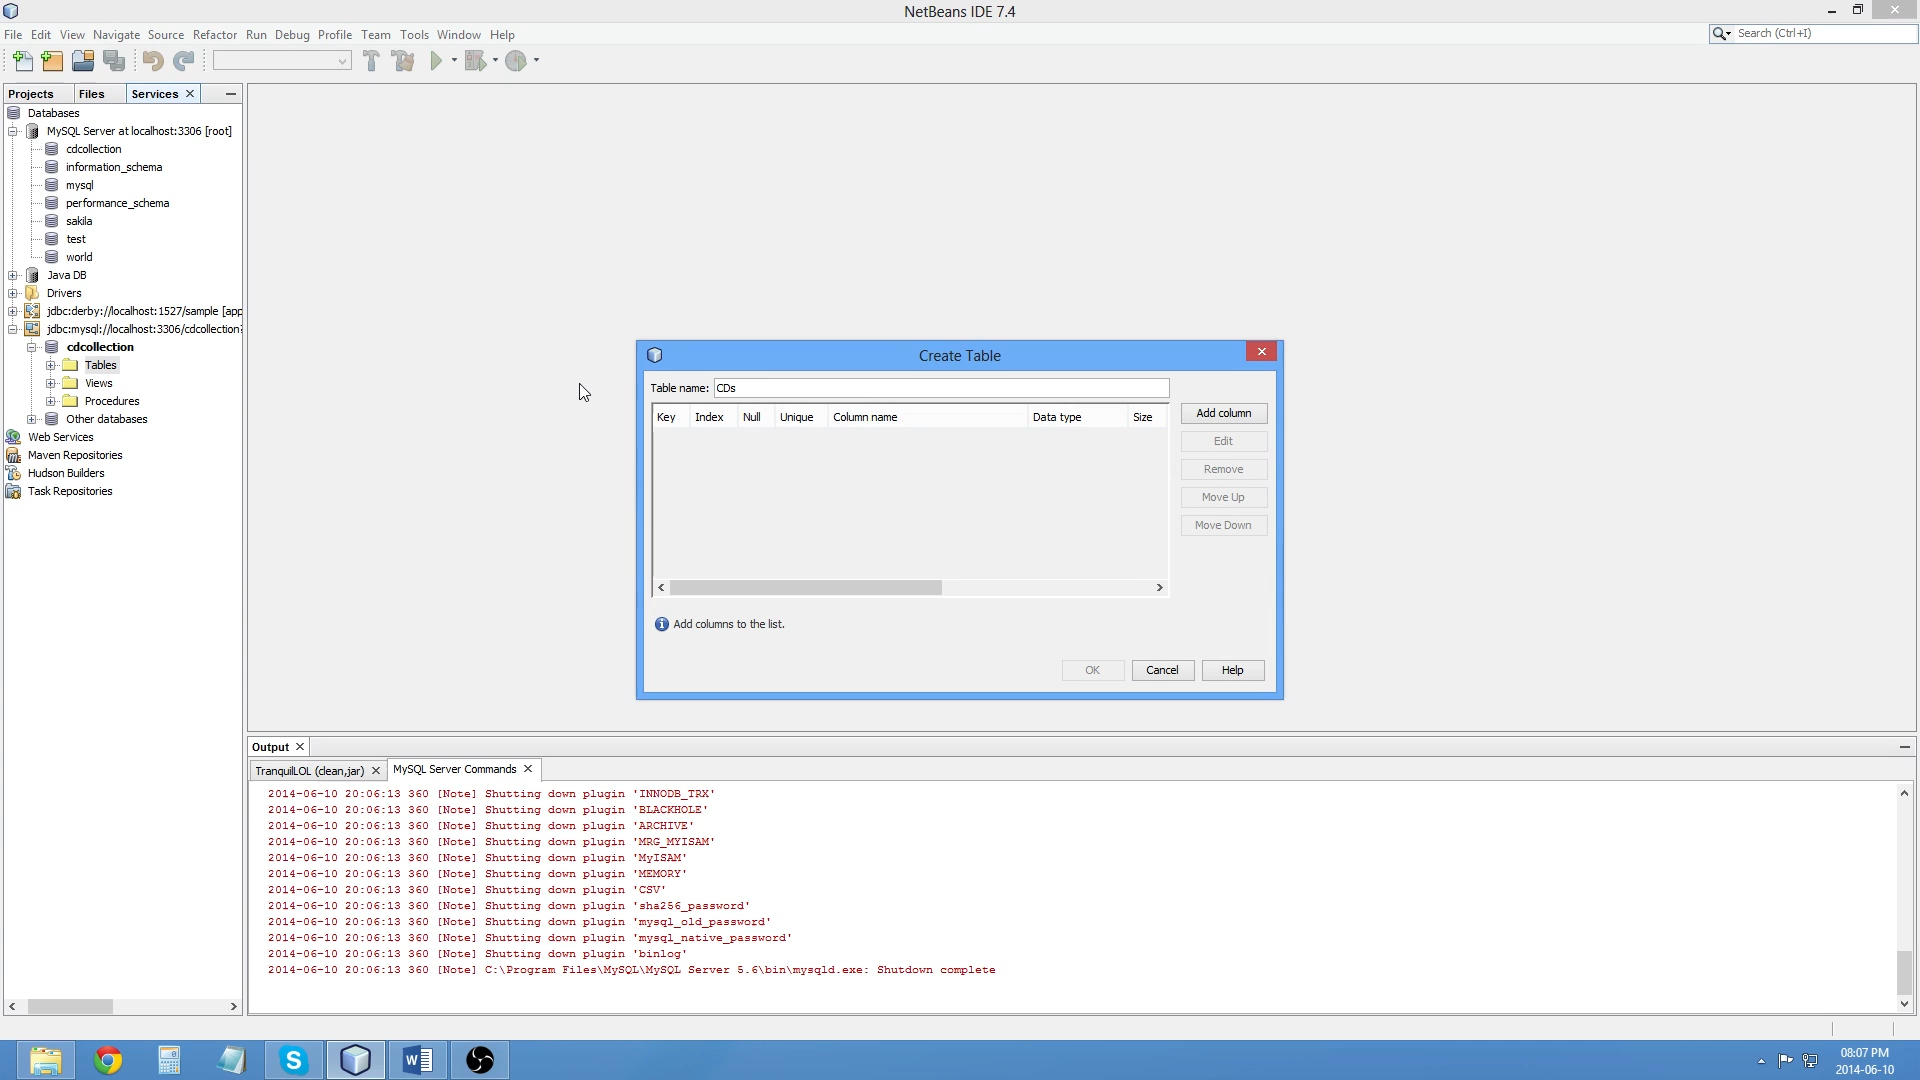 NetBeans IDE 7.4
File Edit View Navigate Source Refactor Run Debug Profile Team Tools Window Help
Search (Ctrl+I)
Projects Files Services
Databases
MySQL Server at localhost:3306 [root]
cdcollection
information_schema
mysql
performance_schema
sakila
test
world
Java DB
Drivers
jdbc:derby://localhost:1527/sample [app
jdbc:mysql://localhost:3306/cdcollection?
cdcollection
Tables
Views
Procedures
Other databases
Web Services
Maven Repositories
Hudson Builders
Task Repositories
Create Table
Table name: CDs
Key Index Null Unique Column name Data type Size
Add column
Edit
Remove
Move Up
Move Down
Add columns to the list.
OK Cancel Help
Output
TranquilLOL (clean,jar) MySQL Server Commands
2014-06-10 20:06:13 360 [Note] Shutting down plugin 'INNODB_TRX'
2014-06-10 20:06:13 360 [Note] Shutting down plugin 'BLACKHOLE'
2014-06-10 20:06:13 360 [Note] Shutting down plugin 'ARCHIVE'
2014-06-10 20:06:13 360 [Note] Shutting down plugin 'MRG_MYISAM'
2014-06-10 20:06:13 360 [Note] Shutting down plugin 'MyISAM'
2014-06-10 20:06:13 360 [Note] Shutting down plugin 'MEMORY'
2014-06-10 20:06:13 360 [Note] Shutting down plugin 'CSV'
2014-06-10 20:06:13 360 [Note] Shutting down plugin 'sha256_password'
2014-06-10 20:06:13 360 [Note] Shutting down plugin 'mysql_old_password'
2014-06-10 20:06:13 360 [Note] Shutting down plugin 'mysql_native_password'
2014-06-10 20:06:13 360 [Note] Shutting down plugin 'binlog'
2014-06-10 20:06:13 360 [Note] C:\Program Files\MySQL\MySQL Server 5.6\bin\mysqld.exe: Shutdown complete
08:07 PM
2014-06-10